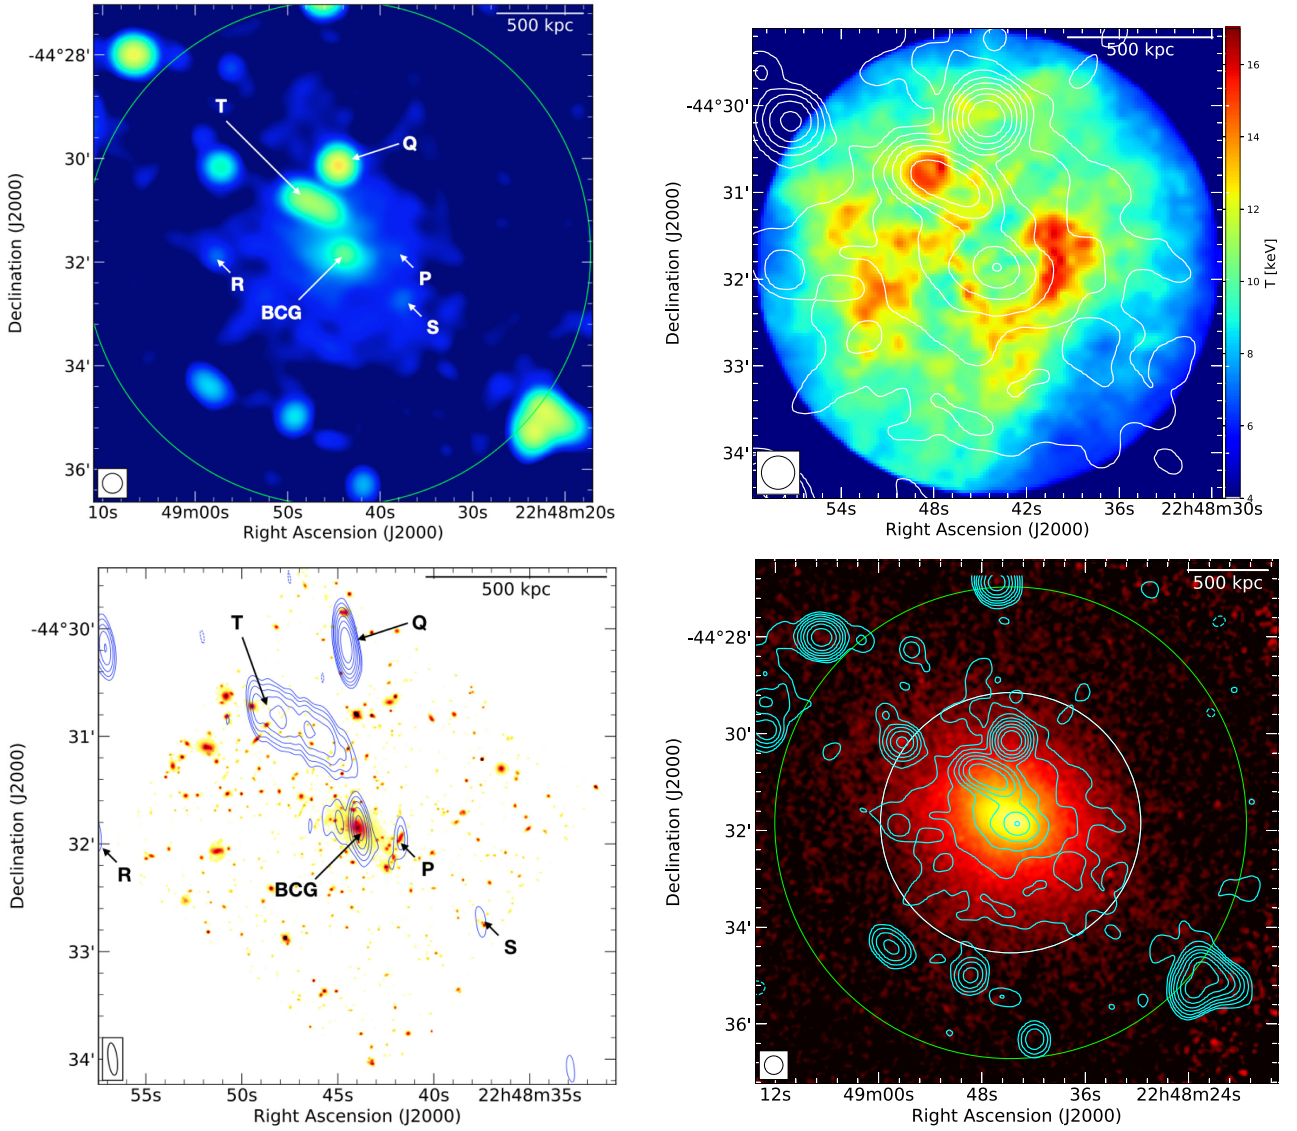 500 kpc
-44°28'
30'
32'
34'
36'
Declination (J2000)
T
Q
R
BCG
P
S
10s 49m00s 50s 40s 30s 22h48m20s
Right Ascension (J2000)
500 kpc
-44°30'
31'
32'
33'
34'
Declination (J2000)
54s 48s 42s 36s 22h48m30s
Right Ascension (J2000)
16
14
12
10
8
6
4
T [keV]
500 kpc
-44°30'
31'
32'
33'
34'
Declination (J2000)
T
Q
R
BCG
P
S
55s 50s 45s 40s 22h48m35s
Right Ascension (J2000)
500 kpc
-44°28'
30'
32'
34'
36'
Declination (J2000)
12s 49m00s 48s 36s 22h48m24s
Right Ascension (J2000)